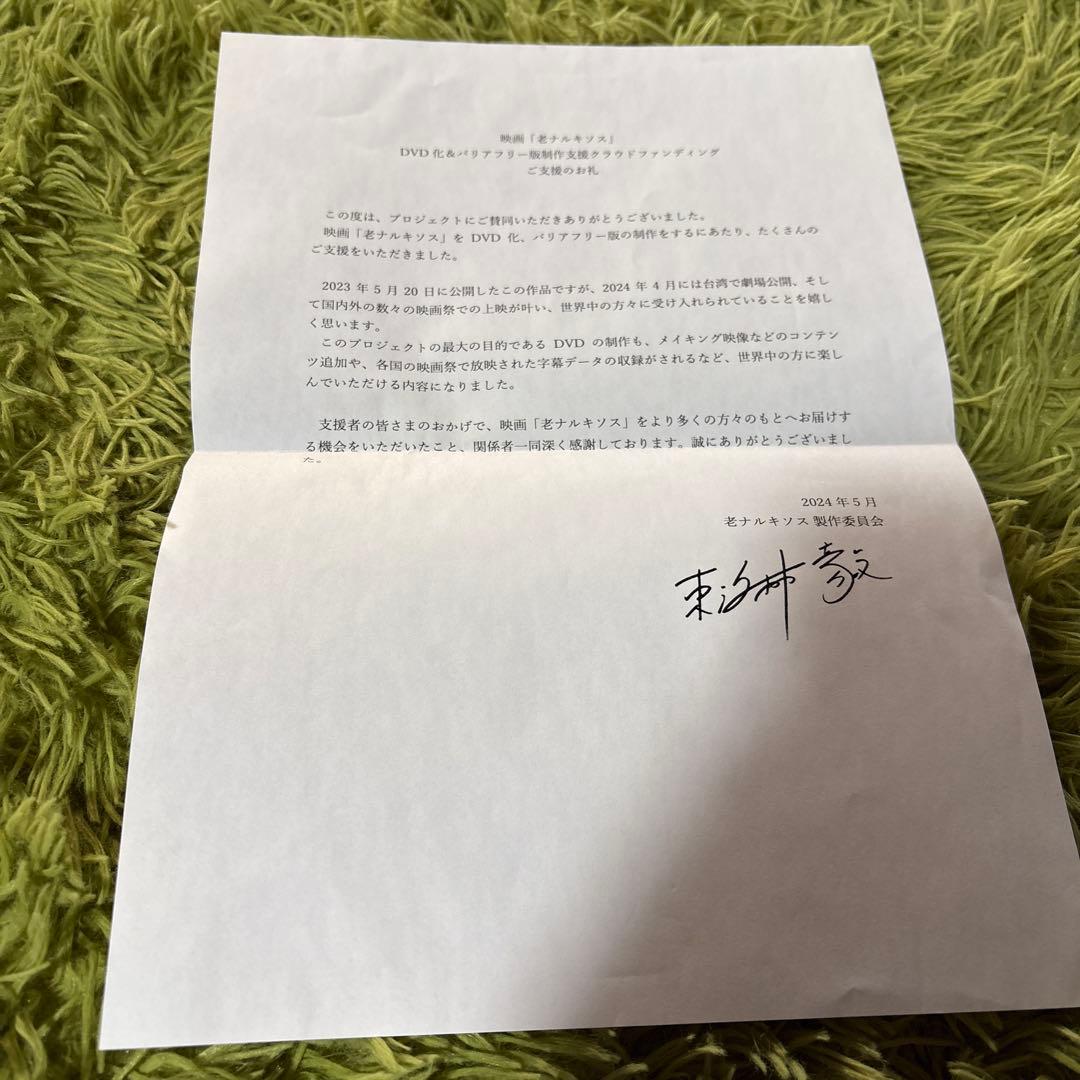 映画「老ナルキソス」
DVD 化＆バリアフリー版制作支援クラウドファンディング
ご支援のお礼
この度は、プロジェクトにご賛同いただきありがとうございました。
映画「老ナルキソス」を DVD 化、バリアフリー版の制作をするにあたり、たくさんの
ご支援をいただきました。
2023 年 5 月 20 日に公開したこの作品ですが、2024 年 4 月には台湾で劇場公開、そし
て国内外の数々の映画祭での上映が叶い、世界中の方々に受け入れられていることを嬉し
く思います。
このプロジェクトの最大の目的である DVD の制作も、メイキング映像などのコンテン
ツ追加や、各国の映画祭で放映された字幕データの収録がされるなど、世界中の方に楽し
んでいただける内容になりました。
支援者の皆さまのおかげで、映画「老ナルキソス」をより多くの方々のもとへお届けす
る機会をいただいたこと、関係者一同深く感謝しております。誠にありがとうございまし
た。
2024 年 5 月
老ナルキソス 製作委員会
東海林 毅